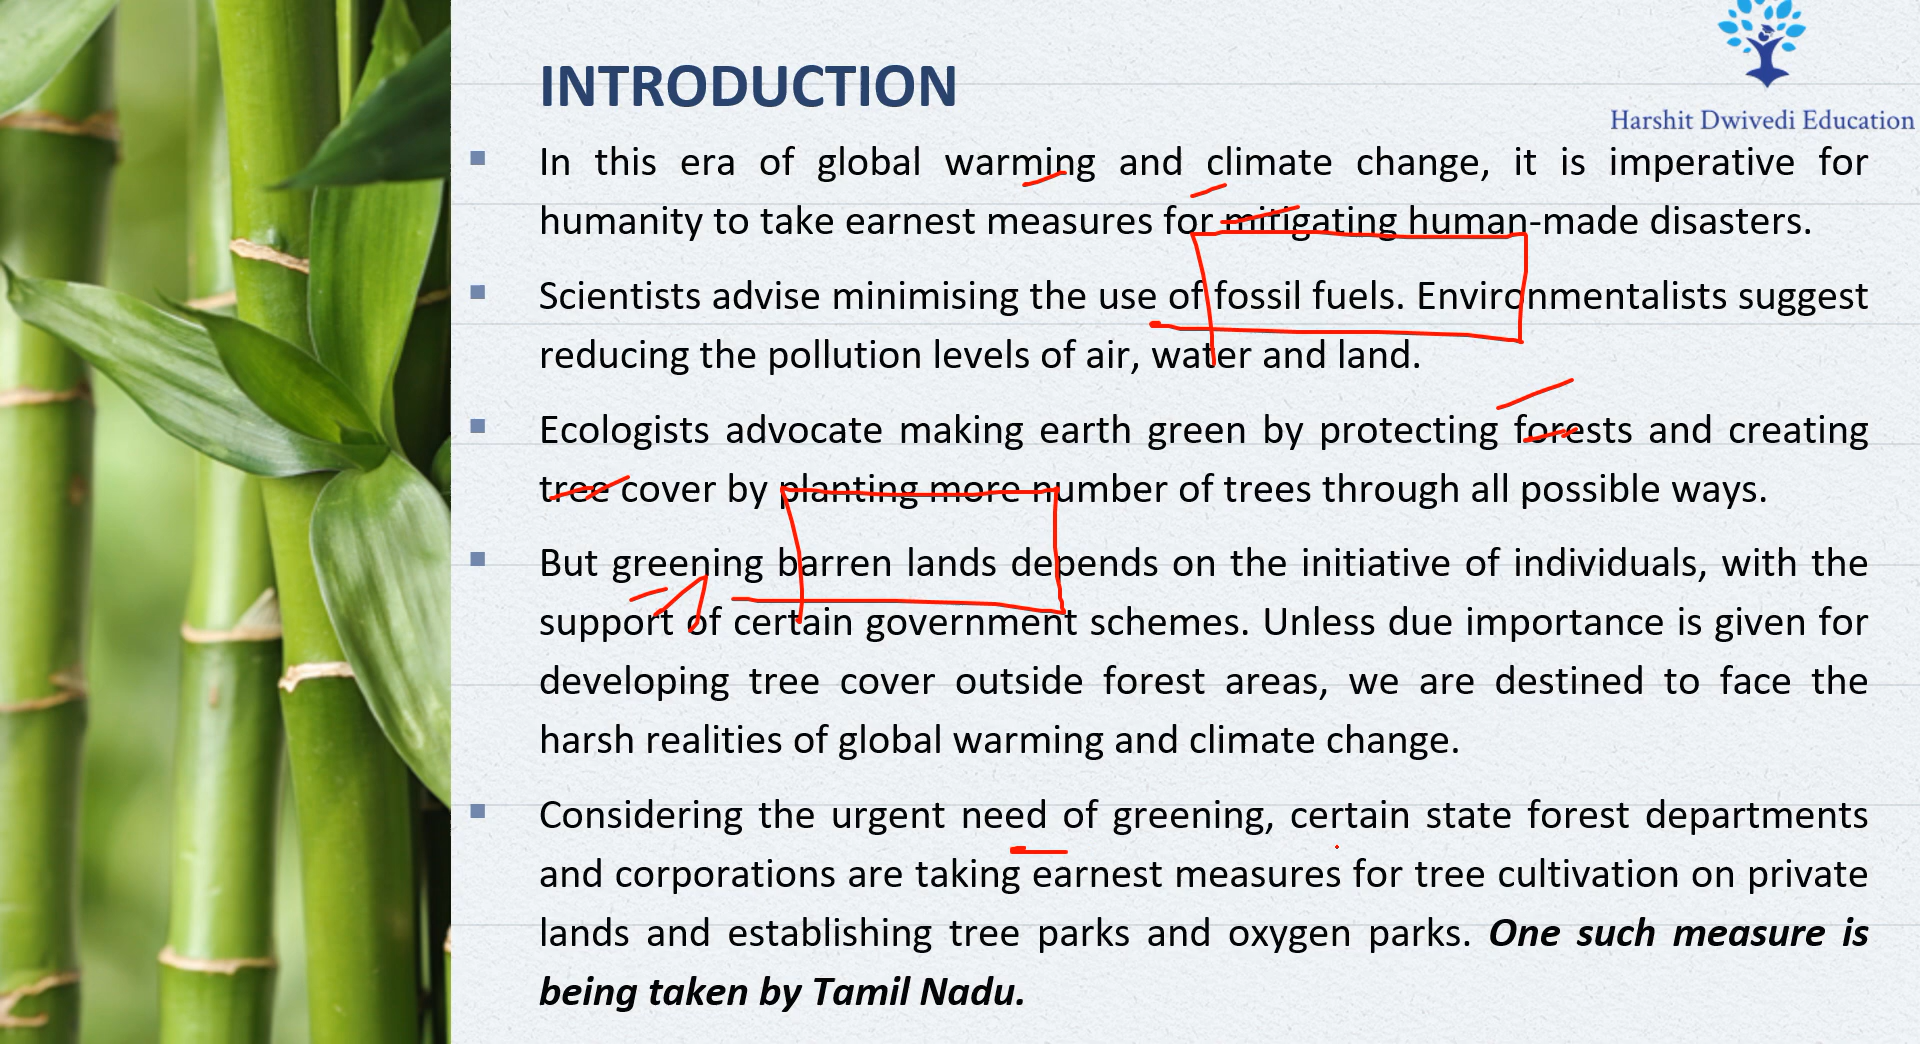 Harshit Dwivedi Education
INTRODUCTION
In this era of global warming and climate change, it is imperative for
humanity to take earnest measures for mitigating human-made disasters.
Scientists advise minimising the use of fossil fuels. Environmentalists suggest
reducing the pollution levels of air, water and land.
Ecologists advocate making earth green by protecting forests and creating
tree cover by planting more number of trees through all possible ways.
But greening barren lands depends on the initiative of individuals, with the
support of certain government schemes. Unless due importance is given for
developing tree cover outside forest areas, we are destined to face the
harsh realities of global warming and climate change.
Considering the urgent need of greening, certain state forest departments
and corporations are taking earnest measures for tree cultivation on private
lands and establishing tree parks and oxygen parks. One such measure is
being taken by Tamil Nadu.